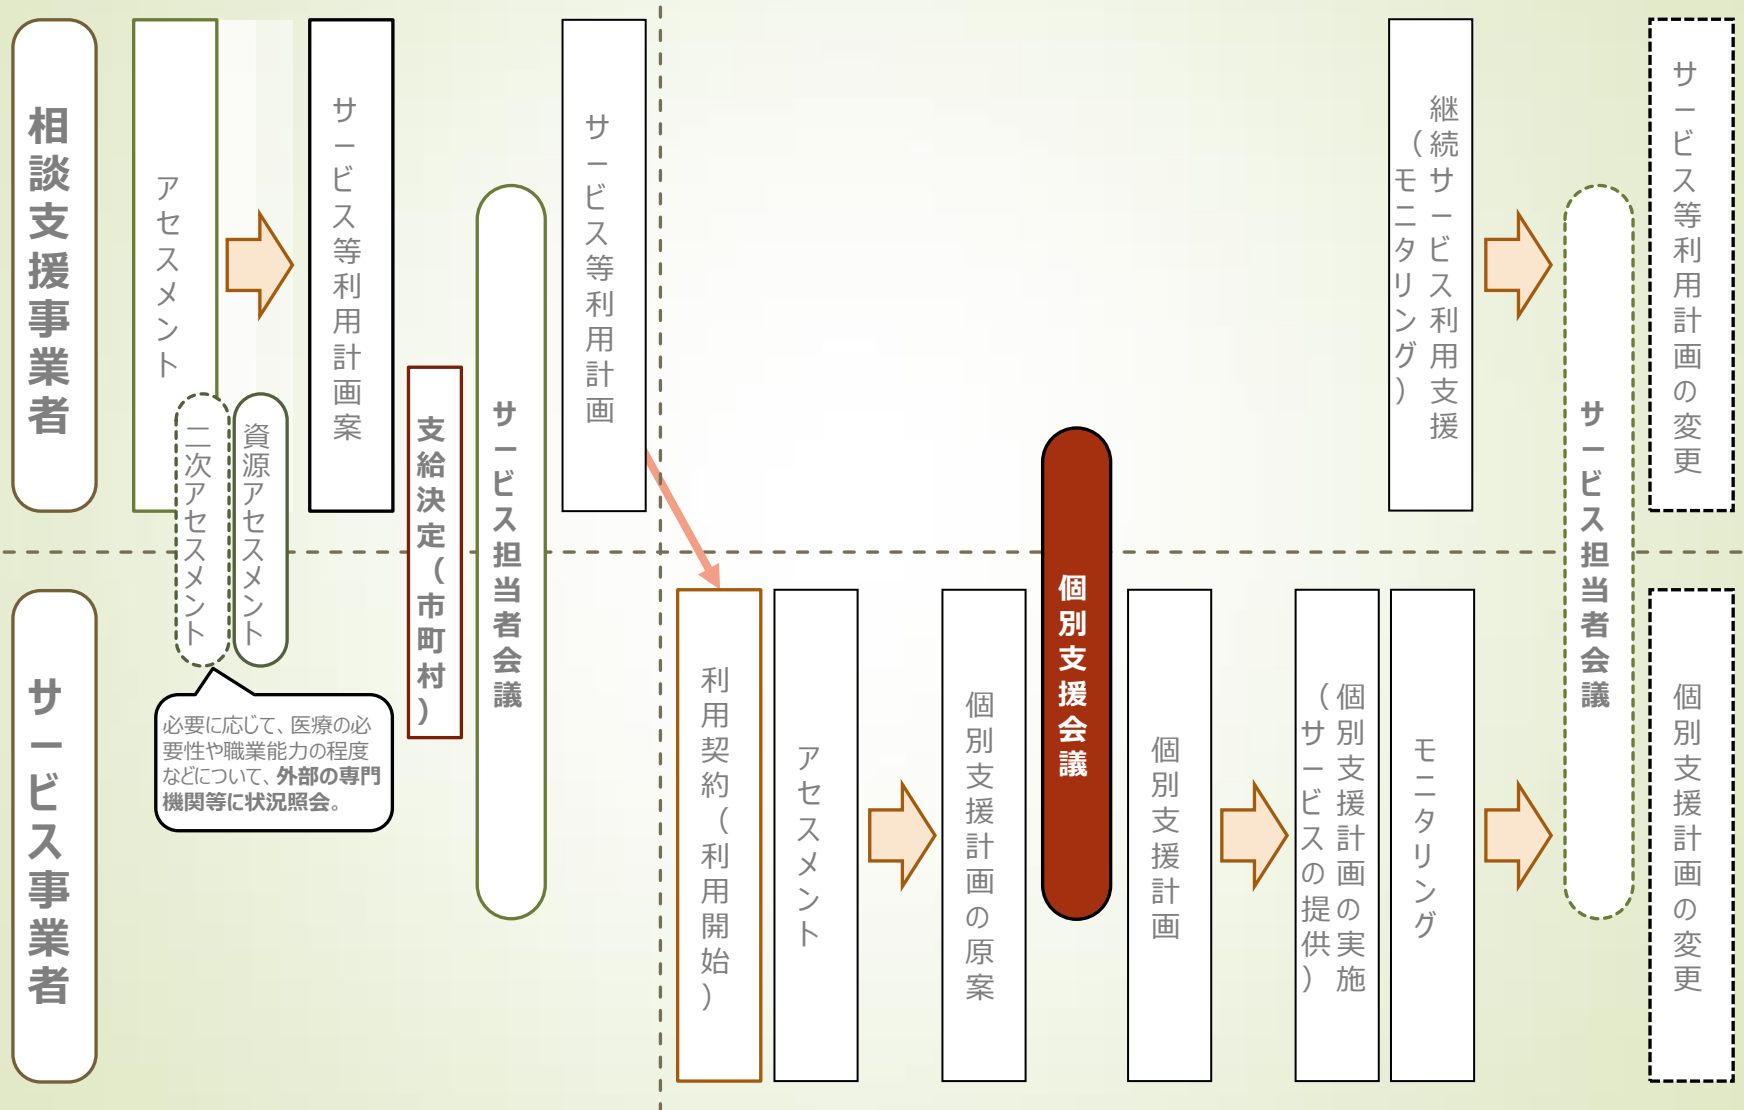 相談支援事業者
アセスメント
二次アセスメント
資源アセスメント
サービス等利用計画案
支給決定（市町村）
サービス担当者会議
サービス等利用計画
継続サービス利用支援
（モニタリング）
サービス担当者会議
サービス等利用計画の変更
サービス事業者
必要に応じて、医療の必
要性や職業能力の程度
などについて、外部の専門
機関等に状況照会。
利用契約（利用開始）
アセスメント
個別支援計画の原案
個別支援会議
個別支援計画
個別支援計画の実施
（サービスの提供）
モニタリング
個別支援計画の変更